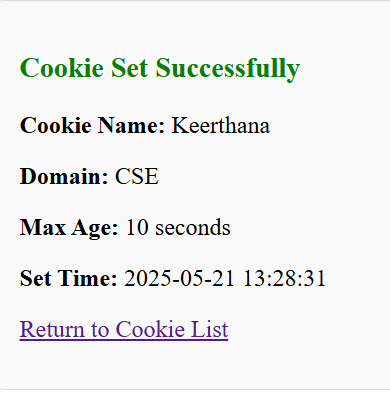 Cookie Set Successfully
Cookie Name: Keerthana
Domain: CSE
Max Age: 10 seconds
Set Time: 2025-05-21 13:28:31
Return to Cookie List